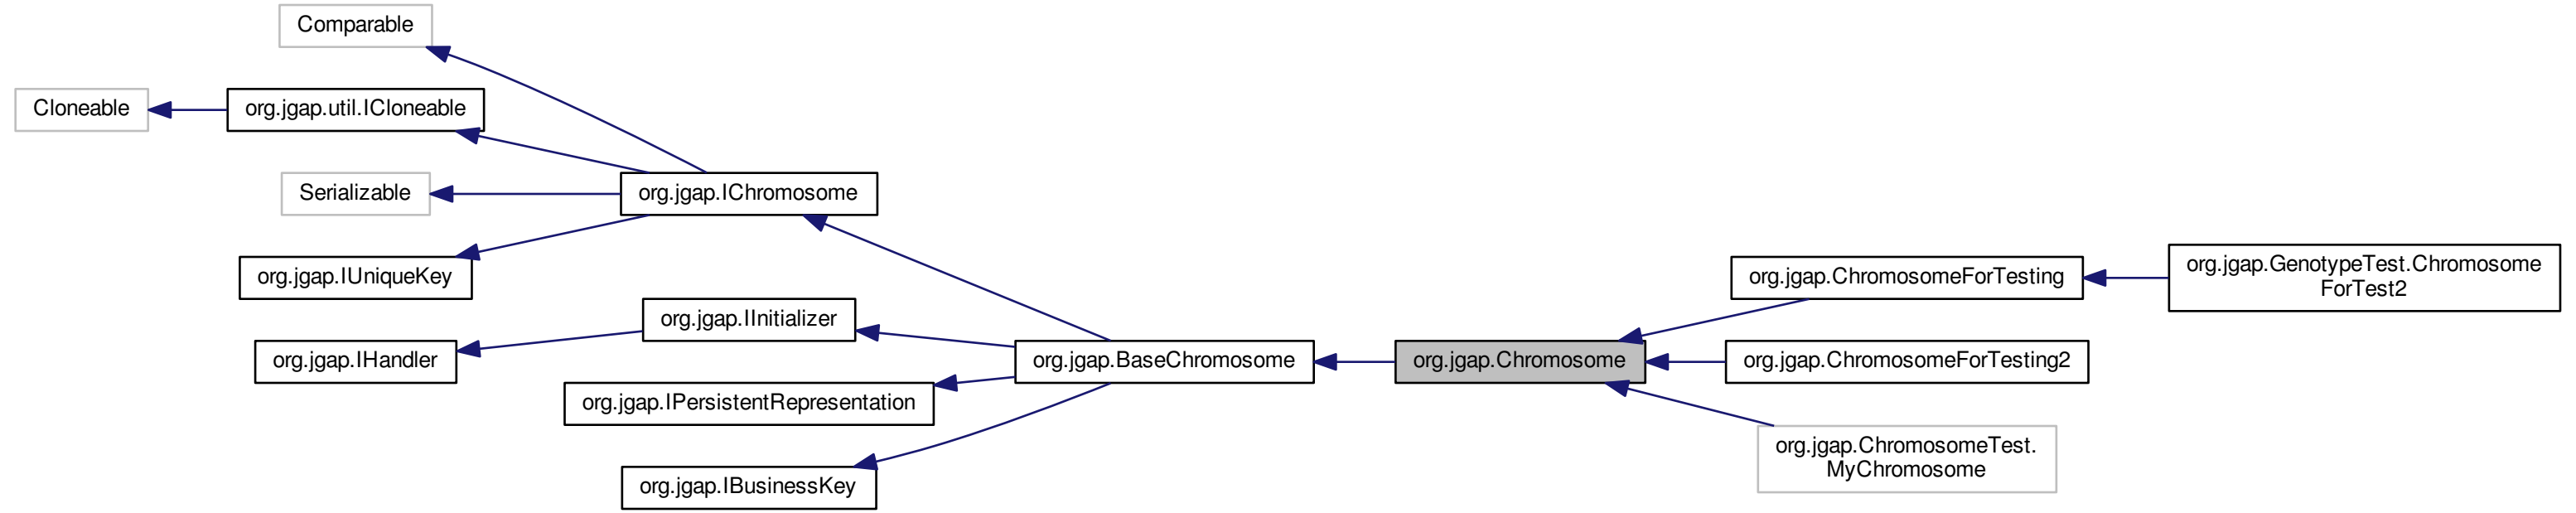 Comparable
Cloneable
org.jgap.util.ICloneable
Serializable
org.jgap.IChromosome
org.jgap.IUniqueKey
org.jgap.IInitializer
org.jgap.IHandler
org.jgap.IPersistentRepresentation
org.jgap.IBusinessKey
org.jgap.BaseChromosome
org.jgap.Chromosome
org.jgap.ChromosomeForTesting
org.jgap.GenotypeTest.Chromosome
ForTest2
org.jgap.ChromosomeForTesting2
org.jgap.ChromosomeTest.
MyChromosome